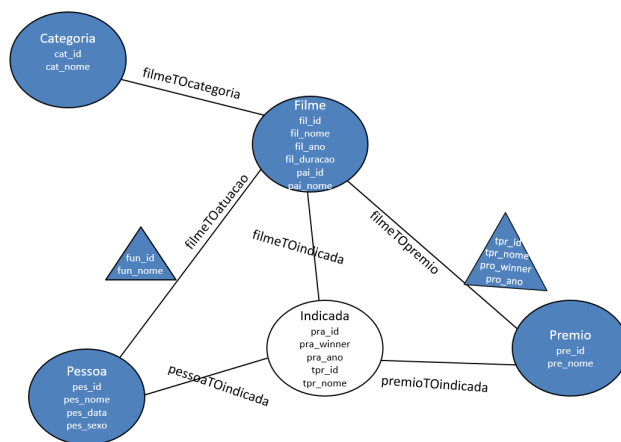 Categoria
cat_id
cat_nome
filmeTOcategoria
Filme
fil_id
fil_nome
fil_ano
fil_duracao
pai_id
pai_nome
filmeTOatuacao
fun_id
fun_nome
filmeTOindicada
filmeTOpremio
tpr_id
tpr_nome
pro_winner
pro_ano
Indicada
pra_id
pra_winner
pra_ano
tpr_id
tpr_nome
Premio
pre_id
pre_nome
Pessoa
pes_id
pes_nome
pes_data
pes_sexo
pessoaTOindicada
premioTOindicada